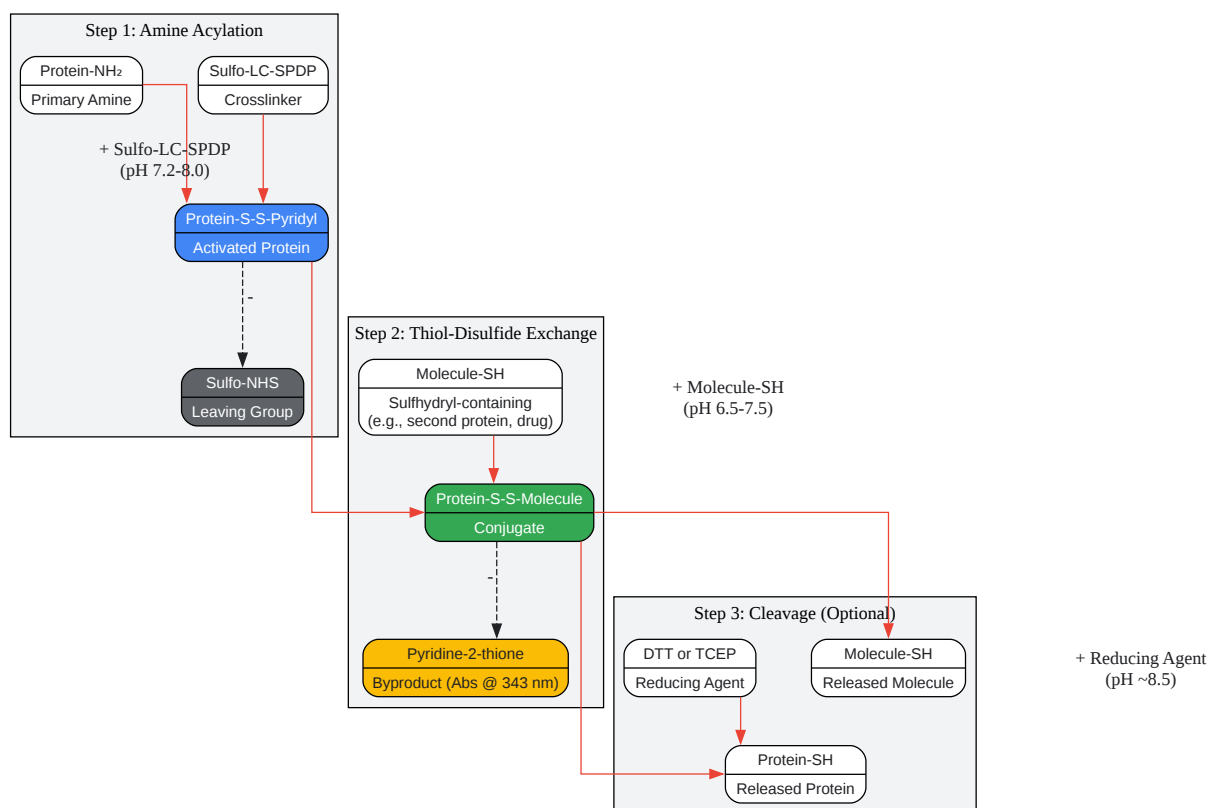 Step 1: Amine Acylation
Protein-NH₂
Primary Amine
Sulfo-LC-SPDP
Crosslinker
+ Sulfo-LC-SPDP
(pH 7.2-8.0)
Protein-S-S-Pyridyl
Activated Protein
-
Sulfo-NHS
Leaving Group
Step 2: Thiol-Disulfide Exchange
Molecule-SH
Sulfhydryl-containing
(e.g., second protein, drug)
+ Molecule-SH
(pH 6.5-7.5)
Protein-S-S-Molecule
Conjugate
-
Pyridine-2-thione
Byproduct (Abs @ 343 nm)
Step 3: Cleavage (Optional)
DTT or TCEP
Reducing Agent
Molecule-SH
Released Molecule
+ Reducing Agent
(pH ~8.5)
Protein-SH
Released Protein